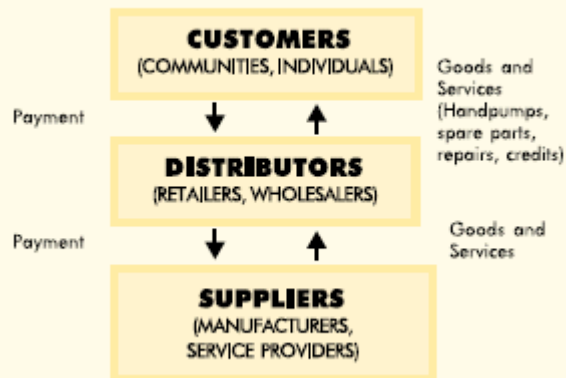 CUSTOMERS
(COMMUNITIES, INDIVIDUALS)
Payment
Goods and
Services
(Handpumps,
spare parts,
repairs, credits)
DISTRIBUTORS
(RETAILERS, WHOLESALERS)
Payment
Goods and
Services
SUPPLIERS
(MANUFACTURERS,
SERVICE PROVIDERS)